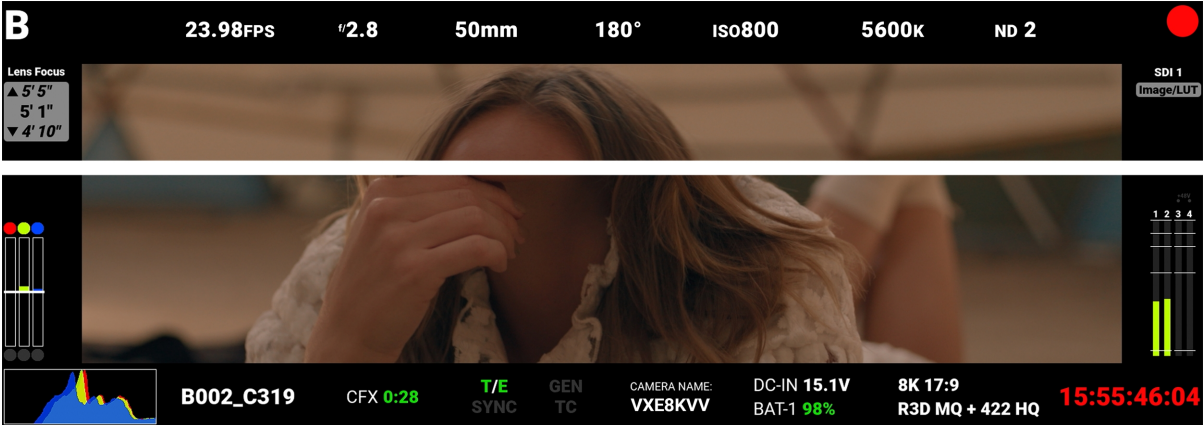 B 23.98FPS f/2.8 50mm 180° ISO800 5600K ND 2
Lens Focus
▲ 5' 5"
5' 1"
▼ 4' 10"
SDI 1
Image/LUT
+48V
1 2 3 4
B002_C319
CFX 0:28
T/E
SYNC
GEN
TC
CAMERA NAME:
VXE8KVV
DC-IN 15.1V
BAT-1 98%
8K 17:9
R3D MQ + 422 HQ
15:55:46:04